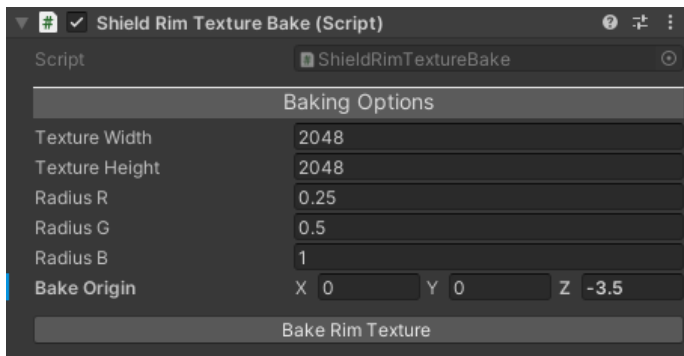 # Shield Rim Texture Bake (Script)
Script # ShieldRimTextureBake
Baking Options
Texture Width 2048
Texture Height 2048
Radius R 0.25
Radius G 0.5
Radius B 1
Bake Origin X 0 Y 0 Z -3.5
Bake Rim Texture